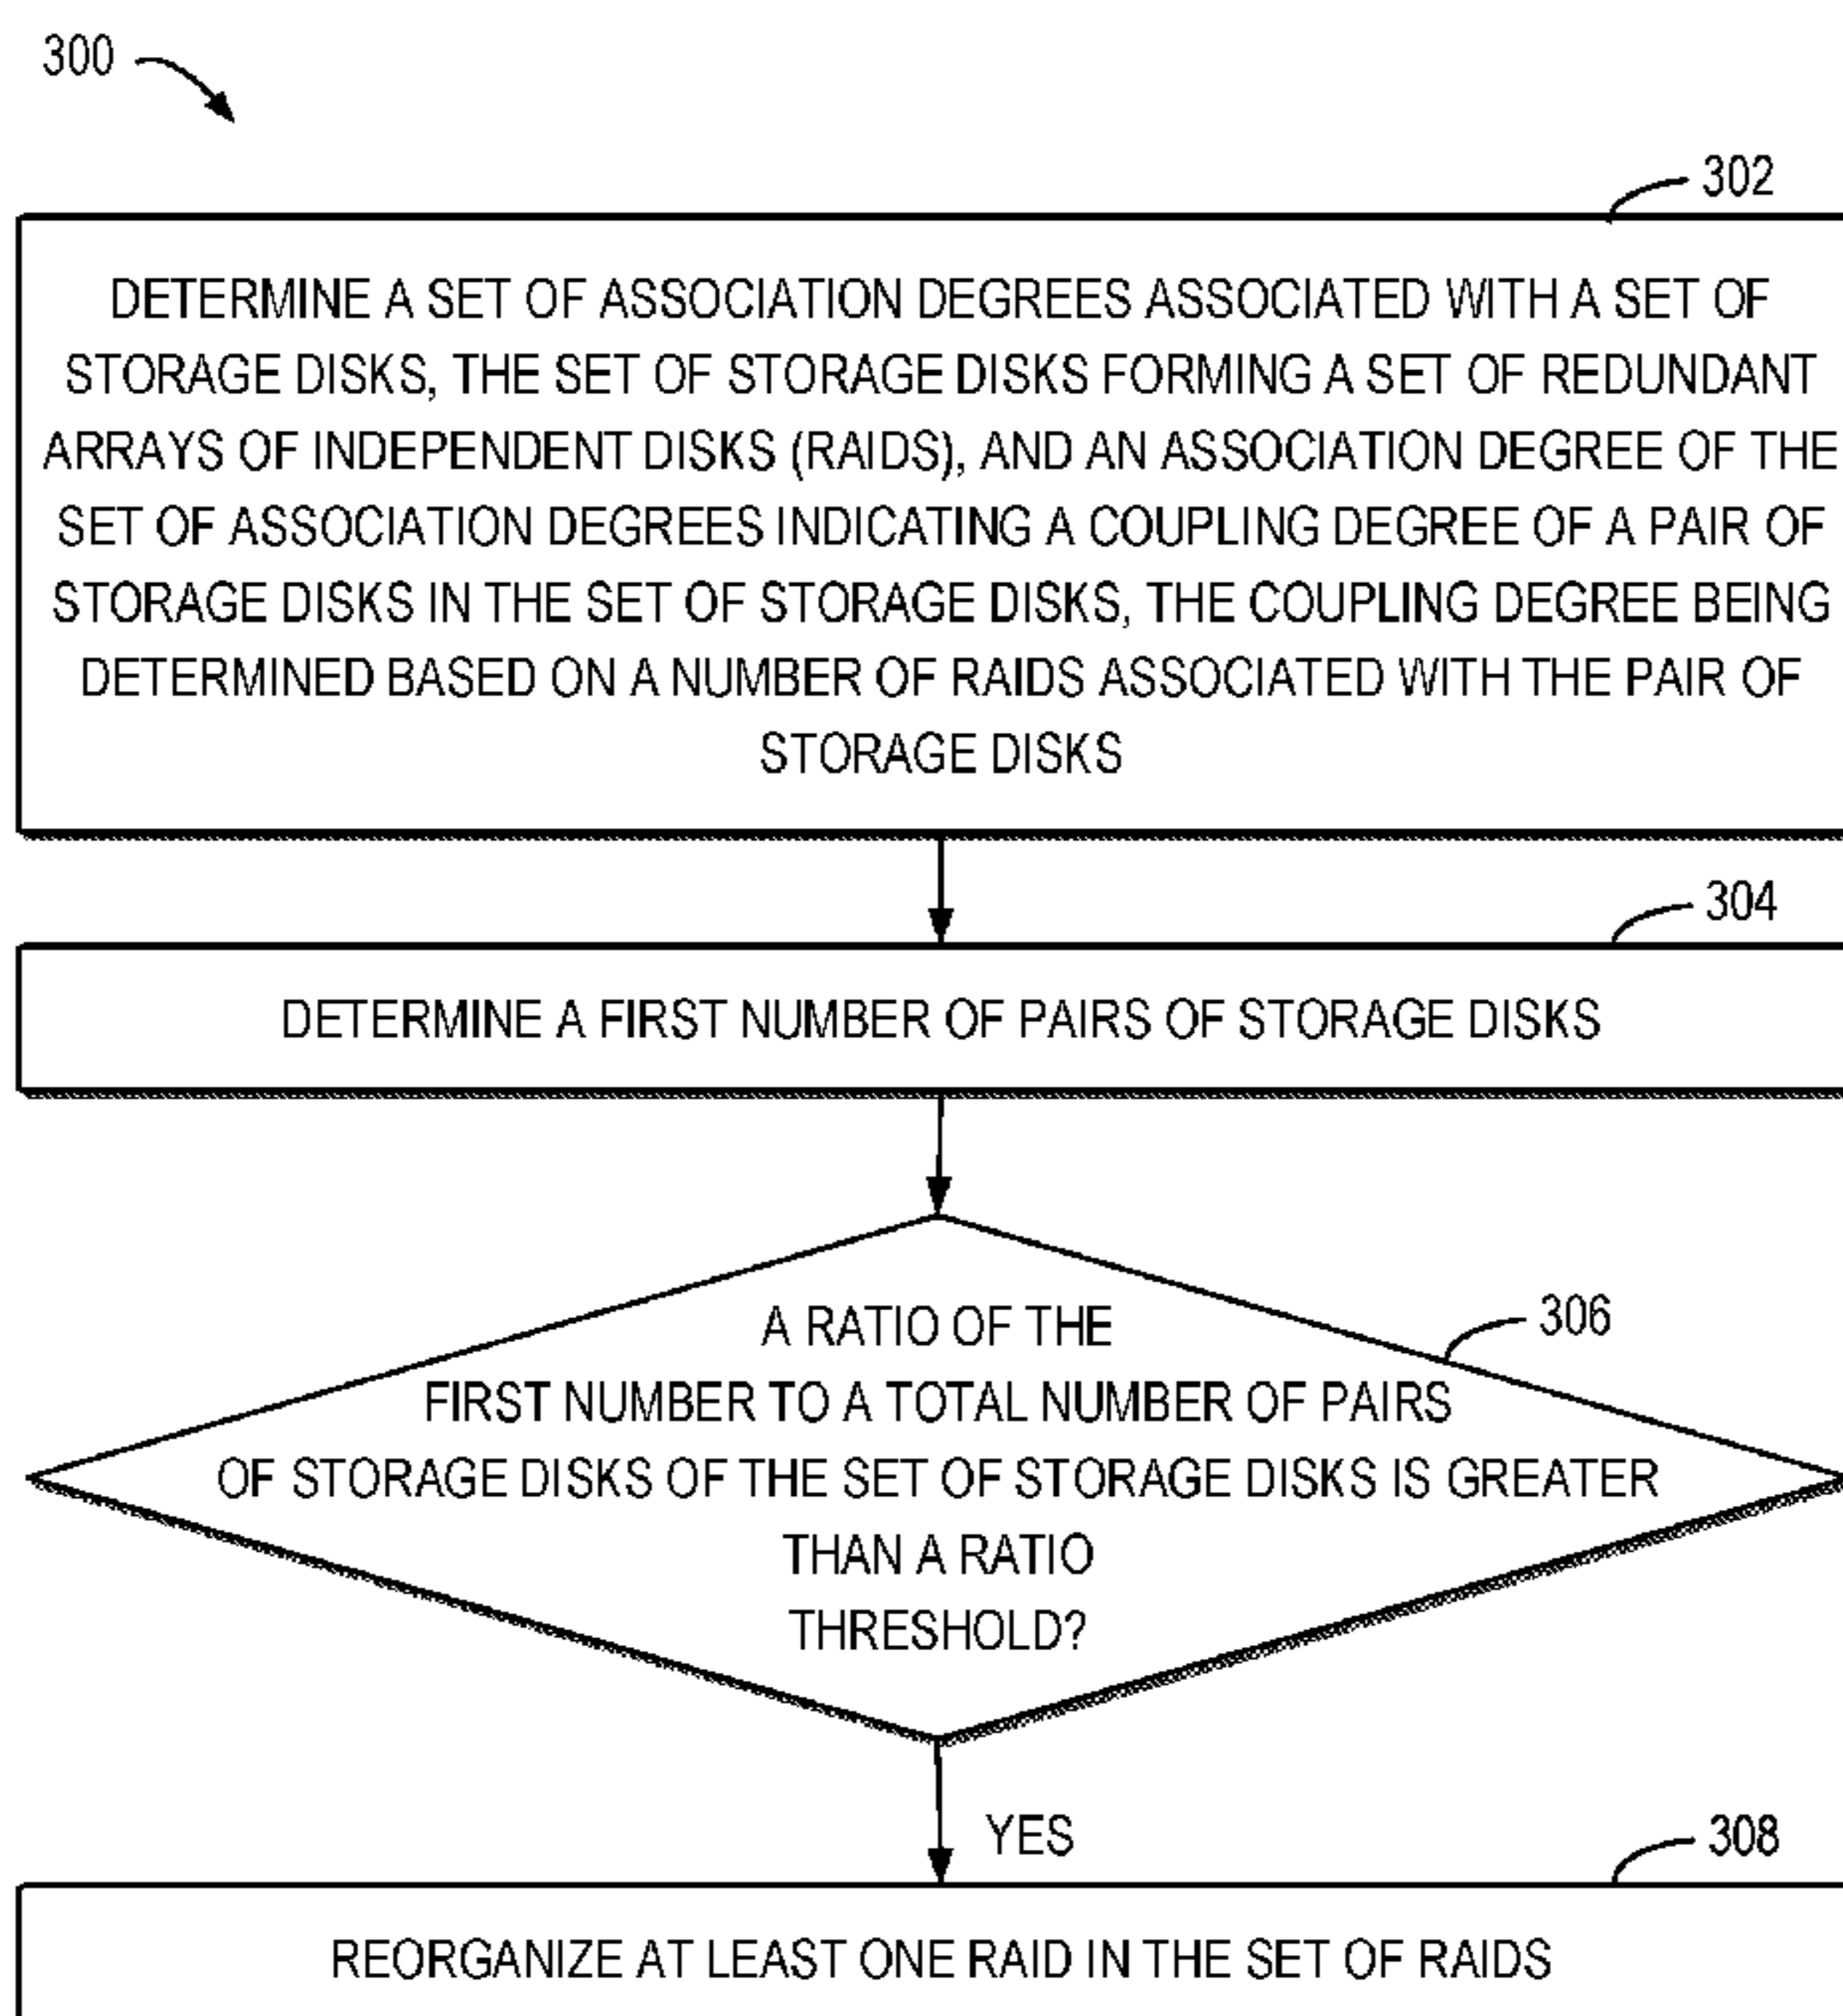 300
302
DETERMINE A SET OF ASSOCIATION DEGREES ASSOCIATED WITH A SET OF
STORAGE DISKS, THE SET OF STORAGE DISKS FORMING A SET OF REDUNDANT
ARRAYS OF INDEPENDENT DISKS (RAIDS), AND AN ASSOCIATION DEGREE OF THE
SET OF ASSOCIATION DEGREES INDICATING A COUPLING DEGREE OF A PAIR OF
STORAGE DISKS IN THE SET OF STORAGE DISKS, THE COUPLING DEGREE BEING
DETERMINED BASED ON A NUMBER OF RAIDS ASSOCIATED WITH THE PAIR OF
STORAGE DISKS
304
DETERMINE A FIRST NUMBER OF PAIRS OF STORAGE DISKS
306
A RATIO OF THE
FIRST NUMBER TO A TOTAL NUMBER OF PAIRS
OF STORAGE DISKS OF THE SET OF STORAGE DISKS IS GREATER
THAN A RATIO
THRESHOLD?
YES
308
REORGANIZE AT LEAST ONE RAID IN THE SET OF RAIDS